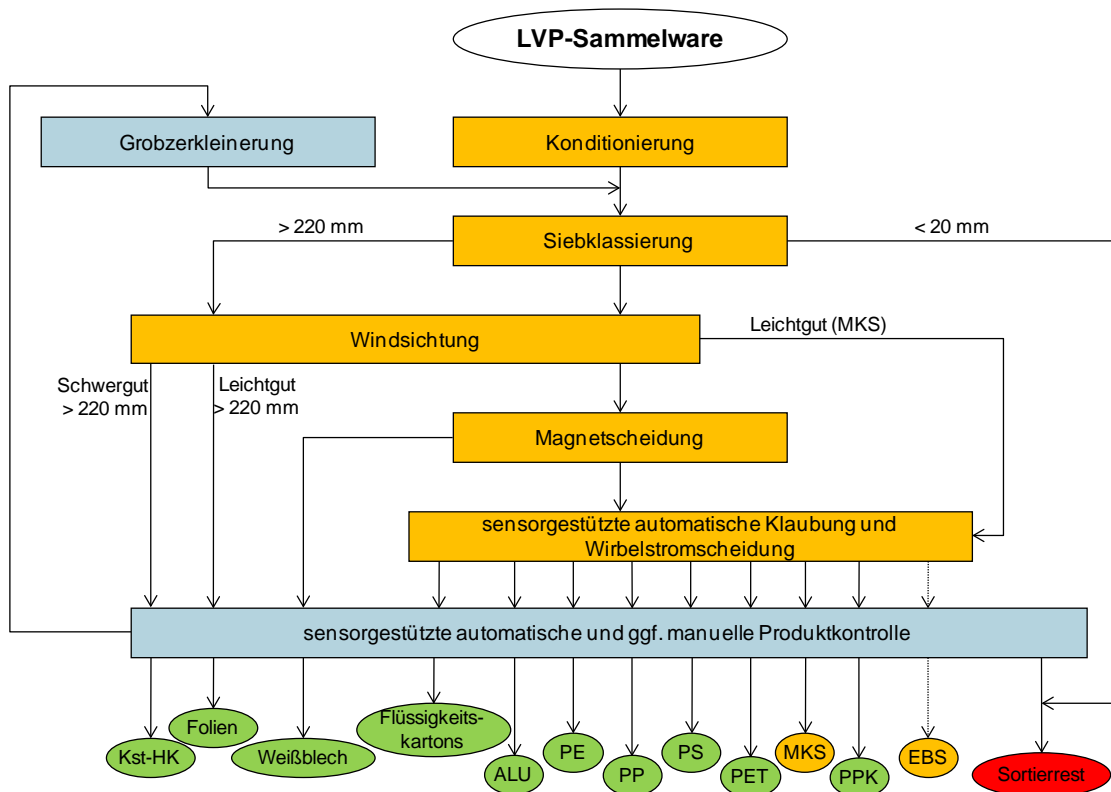 LVP-Sammelware
Grobzerkleinerung
Konditionierung
> 220 mm
Siebklassierung
< 20 mm
Windsichtung
Leichtgut (MKS)
Schwergut
> 220 mm
Leichtgut
> 220 mm
Magnetscheidung
sensorgestützte automatische Klaubung und
Wirbelstromscheidung
sensorgestützte automatische und ggf. manuelle Produktkontrolle
Kst-HK
Folien
Weißblech
Flüssigkeits-
kartons
ALU
PE
PP
PS
PET
MKS
PPK
EBS
Sortierrest